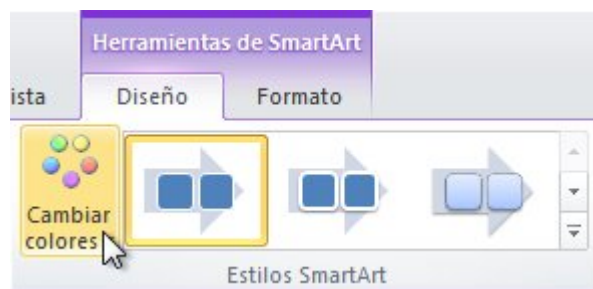 Herramientas de SmartArt
ista Diseño Formato
Cambiar
colores
Estilos SmartArt